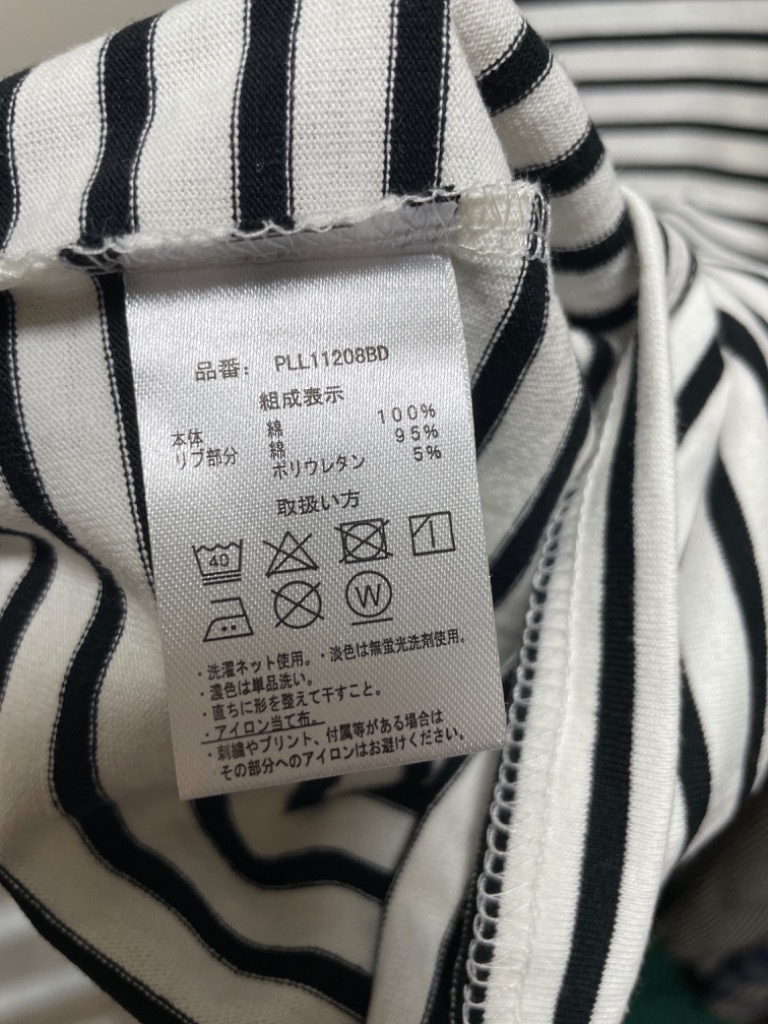 品番： PLL11208BD
組成表示
本体 綿 100%
リブ部分 綿 95%
ポリウレタン 5%
取扱い方
40
W
・洗濯ネット使用。・淡色は無蛍光洗剤使用。
・濃色は単品洗い。
・直ちに形を整えて干すこと。
・アイロン当て布。
・刺繍やプリント、付属等がある場合は
その部分へのアイロンはお避けください。